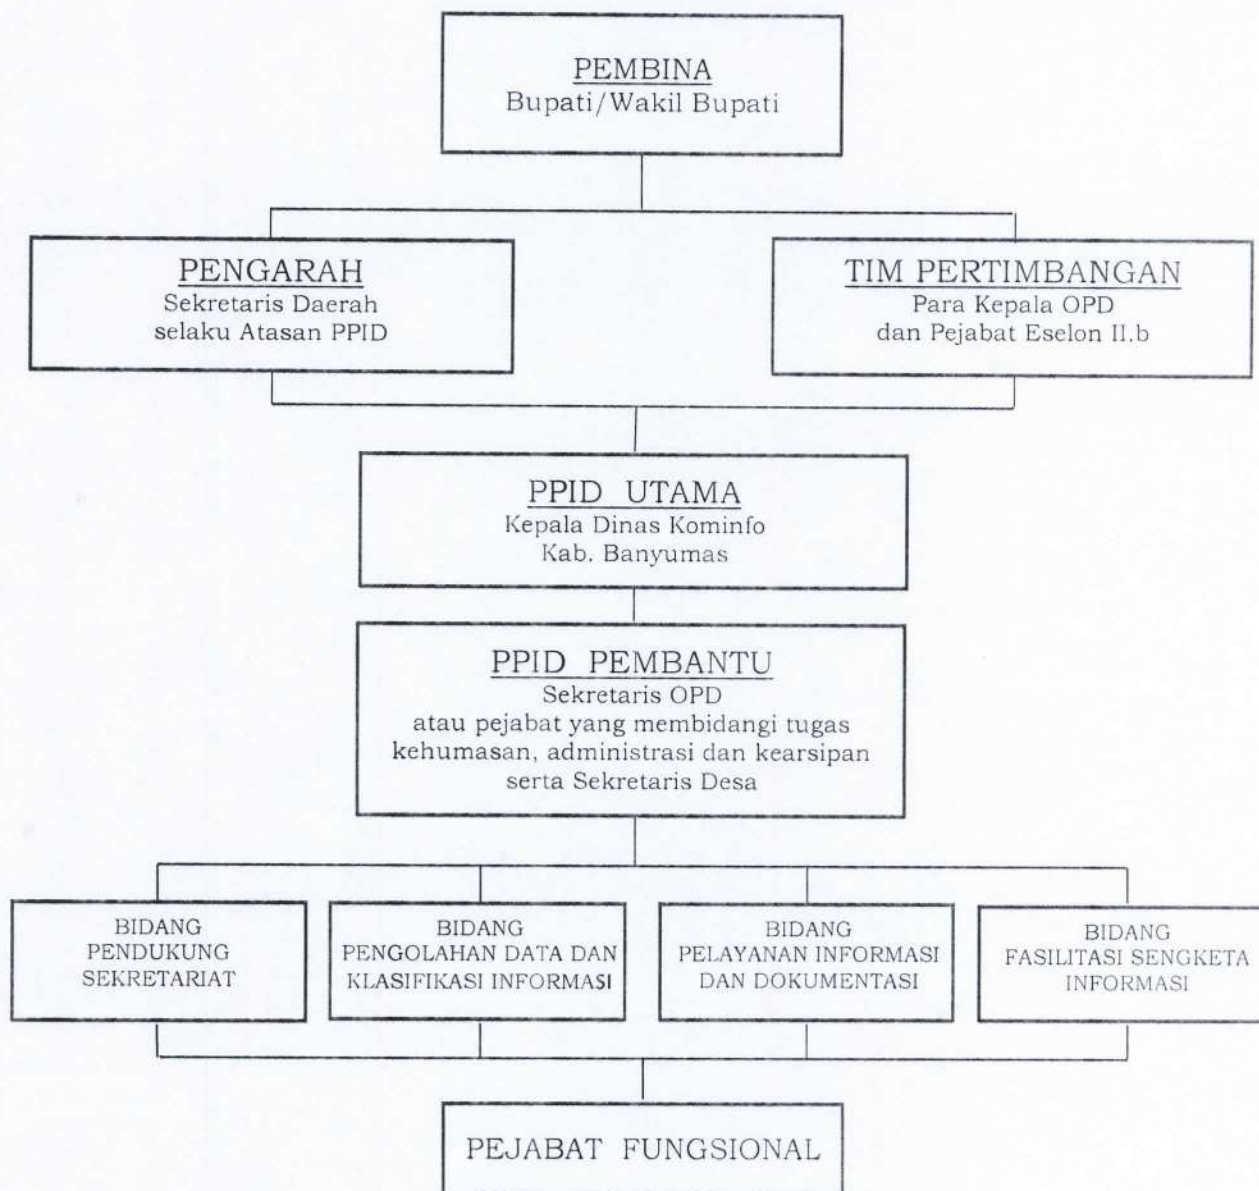 PEMBINA
Bupati/Wakil Bupati
PENGARAH
Sekretaris Daerah
selaku Atasan PPID
TIM PERTIMBANGAN
Para Kepala OPD
dan Pejabat Eselon II.b
PPID UTAMA
Kepala Dinas Kominfo
Kab. Banyumas
PPID PEMBANTU
Sekretaris OPD
atau pejabat yang membidangi tugas
kehumasan, administrasi dan kearsipan
serta Sekretaris Desa
BIDANG
PENDUKUNG
SEKRETARIAT
BIDANG
PENGOLAHAN DATA DAN
KLASIFIKASI INFORMASI
BIDANG
PELAYANAN INFORMASI
DAN DOKUMENTASI
BIDANG
FASILITASI SENGKETA
INFORMASI
PEJABAT FUNGSIONAL